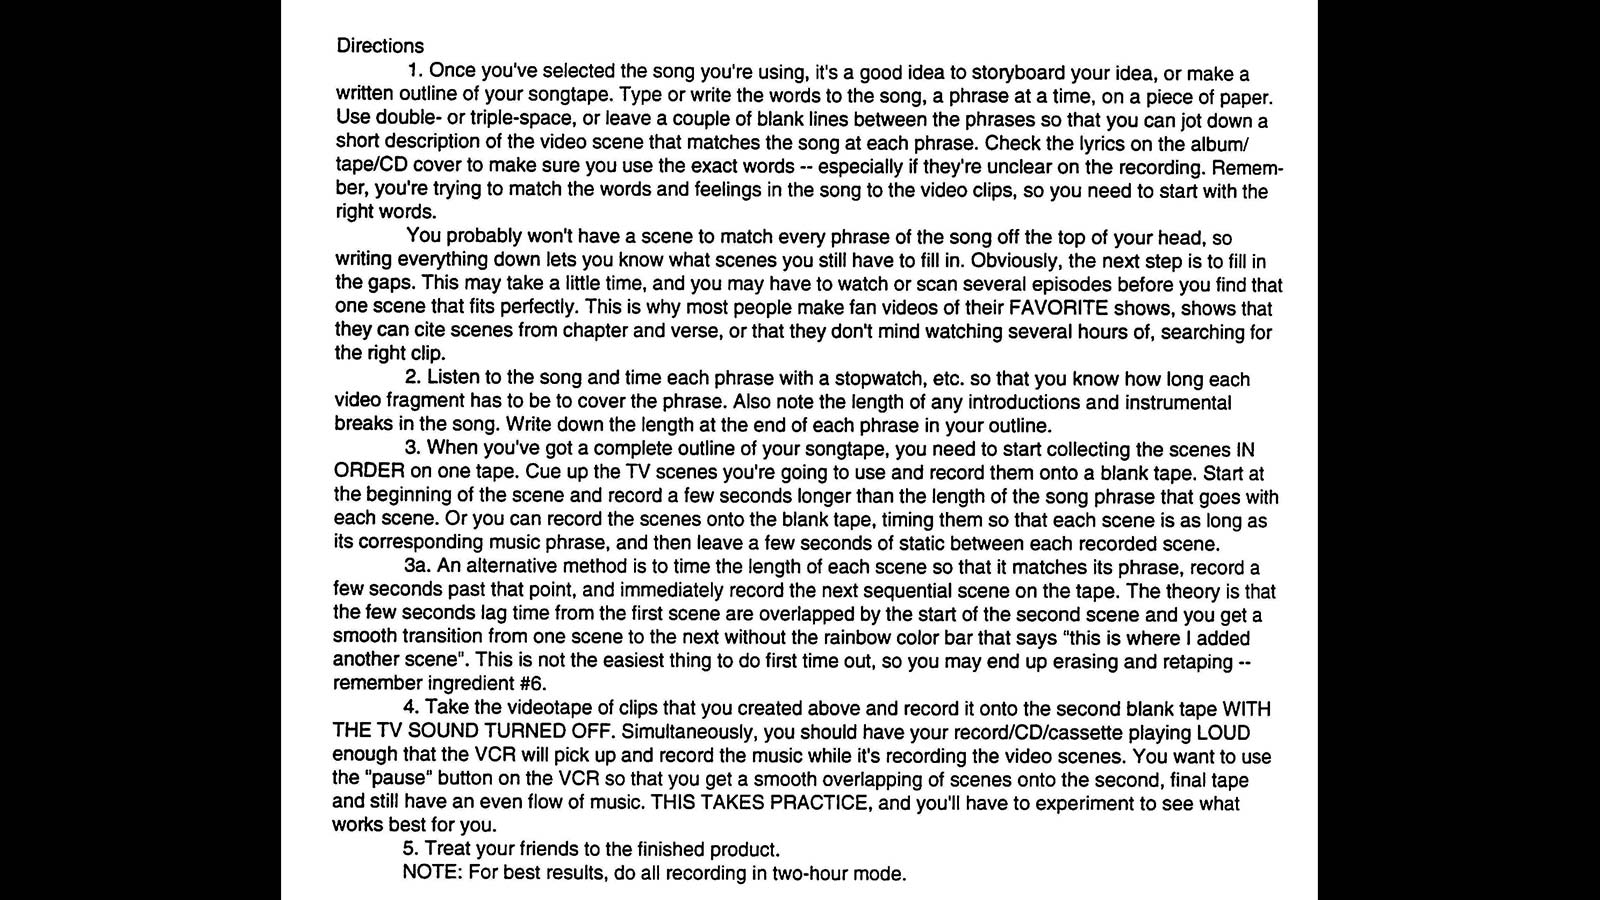 Directions
1. Once you've selected the song you're using, it's a good idea to storyboard your idea, or make a
written outline of your songtape. Type or write the words to the song, a phrase at a time, on a piece of paper.
Use double- or triple-space, or leave a couple of blank lines between the phrases so that you can jot down a
short description of the video scene that matches the song at each phrase. Check the lyrics on the album/
tape/CD cover to make sure you use the exact words -- especially if they're unclear on the recording. Remem-
ber, you're trying to match the words and feelings in the song to the video clips, so you need to start with the
right words.
You probably won't have a scene to match every phrase of the song off the top of your head, so
writing everything down lets you know what scenes you still have to fill in. Obviously, the next step is to fill in
the gaps. This may take a little time, and you may have to watch or scan several episodes before you find that
one scene that fits perfectly. This is why most people make fan videos of their FAVORITE shows, shows that
they can cite scenes from chapter and verse, or that they don't mind watching several hours of, searching for
the right clip.
2. Listen to the song and time each phrase with a stopwatch, etc. so that you know how long each
video fragment has to be to cover the phrase. Also note the length of any introductions and instrumental
breaks in the song. Write down the length at the end of each phrase in your outline.
3. When you've got a complete outline of your songtape, you need to start collecting the scenes IN
ORDER on one tape. Cue up the TV scenes you're going to use and record them onto a blank tape. Start at
the beginning of the scene and record a few seconds longer than the length of the song phrase that goes with
each scene. Or you can record the scenes onto the blank tape, timing them so that each scene is as long as
its corresponding music phrase, and then leave a few seconds of static between each recorded scene.
3a. An alternative method is to time the length of each scene so that it matches its phrase, record a
few seconds past that point, and immediately record the next sequential scene on the tape. The theory is that
the few seconds lag time from the first scene are overlapped by the start of the second scene and you get a
smooth transition from one scene to the next without the rainbow color bar that says "this is where I added
another scene". This is not the easiest thing to do first time out, so you may end up erasing and retaping --
remember ingredient #6.
4. Take the videotape of clips that you created above and record it onto the second blank tape WITH
THE TV SOUND TURNED OFF. Simultaneously, you should have your record/CD/cassette playing LOUD
enough that the VCR will pick up and record the music while it's recording the video scenes. You want to use
the "pause" button on the VCR so that you get a smooth overlapping of scenes onto the second, final tape
and still have an even flow of music. THIS TAKES PRACTICE, and you'll have to experiment to see what
works best for you.
5. Treat your friends to the finished product.
NOTE: For best results, do all recording in two-hour mode.